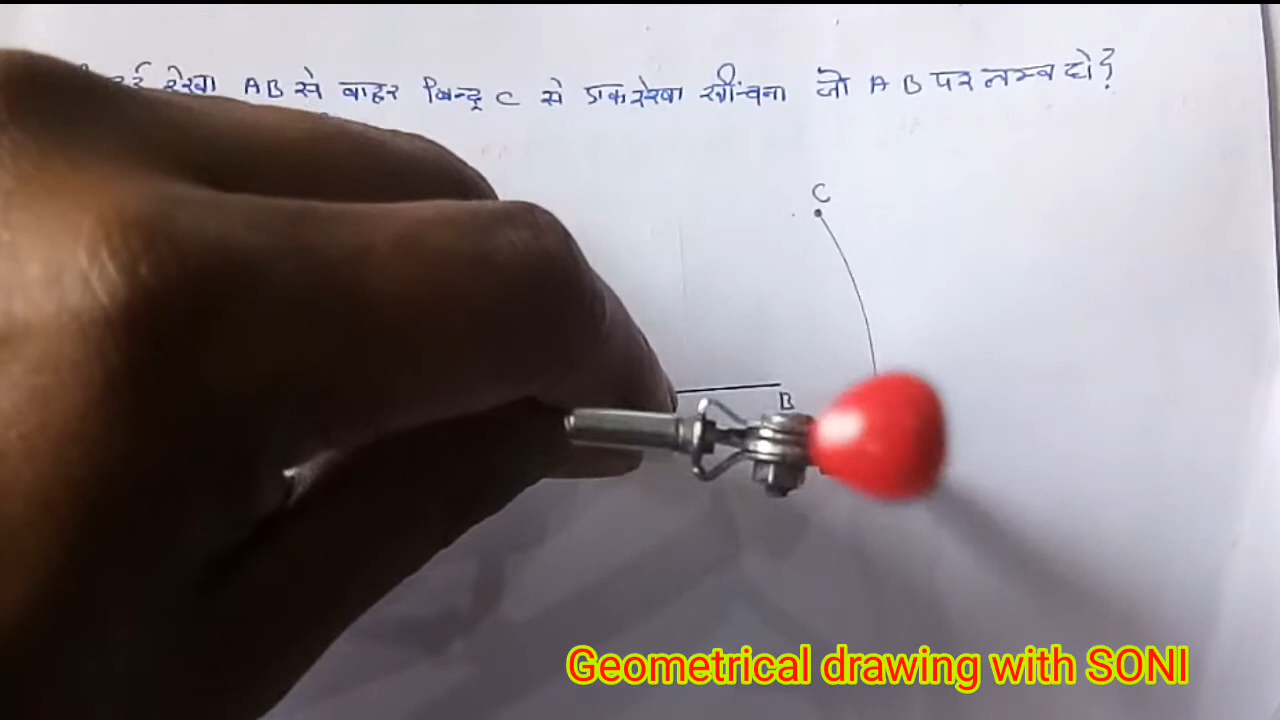 रेखा AB से बाहर बिन्दू C से एक रेखा खींचना जो AB पर लम्ब हो?
C
B
Geometrical drawing with SONI